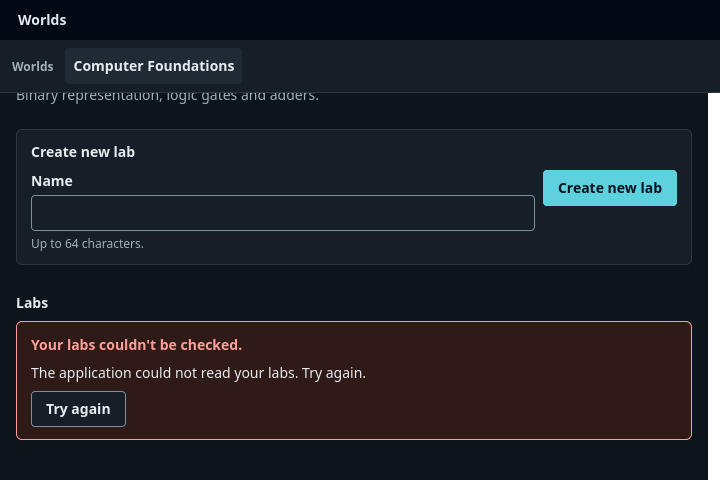 Worlds
Worlds Computer Foundations
Binary representation, logic gates and adders.
Create new lab
Name
Create new lab
Up to 64 characters.
Labs
Your labs couldn't be checked.
The application could not read your labs. Try again.
Try again